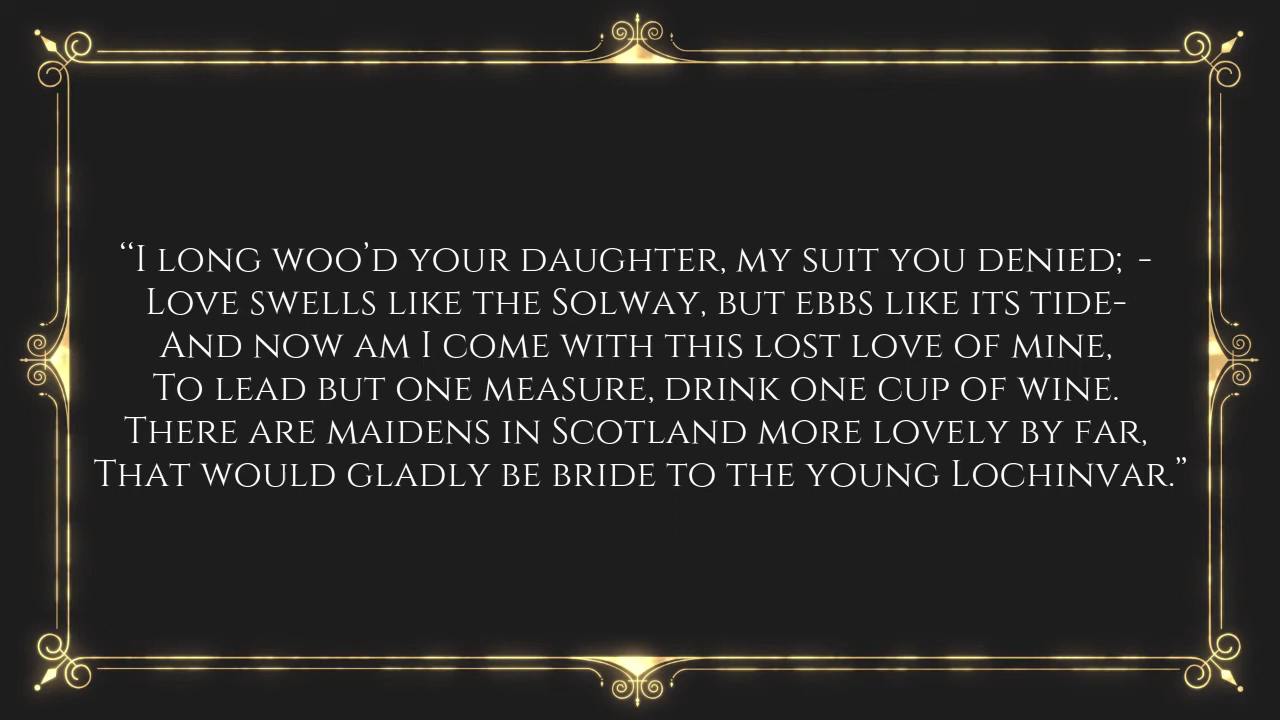 “I long woo’d your daughter, my suit you denied; -
Love swells like the Solway, but ebbs like its tide-
And now am I come with this lost love of mine,
To lead but one measure, drink one cup of wine.
There are maidens in Scotland more lovely by far,
That would gladly be bride to the young Lochinvar.”